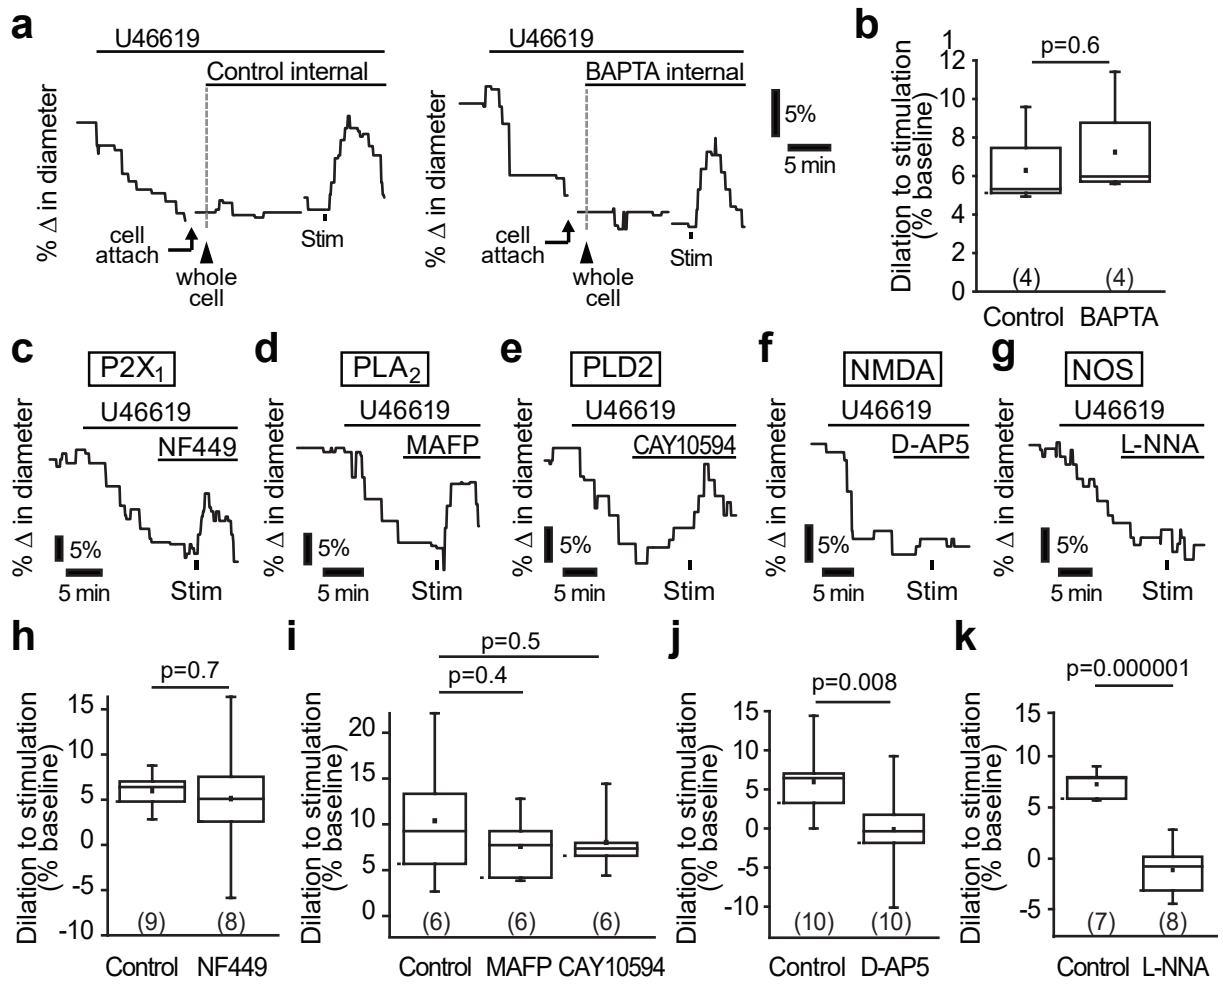 a
U46619
Control internal
% Δ in diameter
cell
attach
whole
cell
Stim
U46619
BAPTA internal
% Δ in diameter
cell
attach
whole
cell
Stim
5%
5 min
b
Dilation to stimulation
(% baseline)
1
12
10
8
6
4
2
0
p=0.6
(4)
(4)
Control
BAPTA
c
P2X₁
U46619
NF449
% Δ in diameter
5%
5 min
Stim
d
PLA₂
U46619
MAFP
% Δ in diameter
5%
5 min
Stim
e
PLD2
U46619
CAY10594
% Δ in diameter
5%
5 min
Stim
f
NMDA
U46619
D-AP5
% Δ in diameter
5%
5 min
Stim
g
NOS
U46619
L-NNA
% Δ in diameter
5%
5 min
Stim
h
Dilation to stimulation
(% baseline)
15
10
5
0
-5
-10
p=0.7
(9)
(8)
Control
NF449
i
Dilation to stimulation
(% baseline)
20
15
10
5
0
p=0.5
p=0.4
(6)
(6)
(6)
Control
MAFP
CAY10594
j
Dilation to stimulation
(% baseline)
15
10
5
0
-5
-10
p=0.008
(10)
(10)
Control
D-AP5
k
Dilation to stimulation
(% baseline)
15
10
5
0
-5
p=0.000001
(7)
(8)
Control
L-NNA